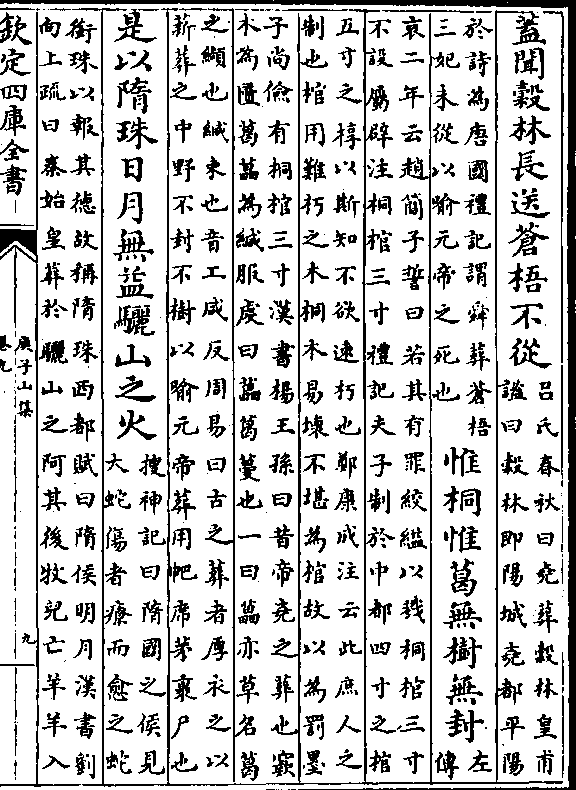 蓋聞榖林長送蒼梧不從
呂氏春秋曰堯葬榖林皇甫
謐曰榖林即陽城堯都平陽
於詩為唐國禮記謂舜葬蒼梧
三妃未從以喻元帝之死也
惟桐惟葛無樹無封
左
傳
哀二年云趙簡子誓曰若其有罪絞縊以戮桐棺三寸
不設屬辟注桐棺三寸禮記夫子制於中都四寸之棺
五寸之椁以斯知不欲速朽也鄭康成注云此庶人之
制也棺用難朽之木桐木易壞不堪為棺故以為罰墨
子尚儉有桐棺三寸漢書楊王孫曰昔帝堯之葬也窾
木為匱葛藟為緘服虔曰藟葛蔓也一曰藟亦草名葛
之纈也緘束也音工咸反周易曰古之葬者厚衣之以
薪葬之中野不封不樹以喻元帝葬用帊席茅裹尸也
是以隋珠日月無益驪山之火
搜神記曰隋國之侯見
大蛇傷者療而愈之蛇
銜珠以報其德故稱隋珠西都賦曰隋侯明月漢書劉
向上疏曰秦始皇葬於驪山之阿其後牧兒亡羊羊入
欽定四庫全書
庾子山集
卷九
九